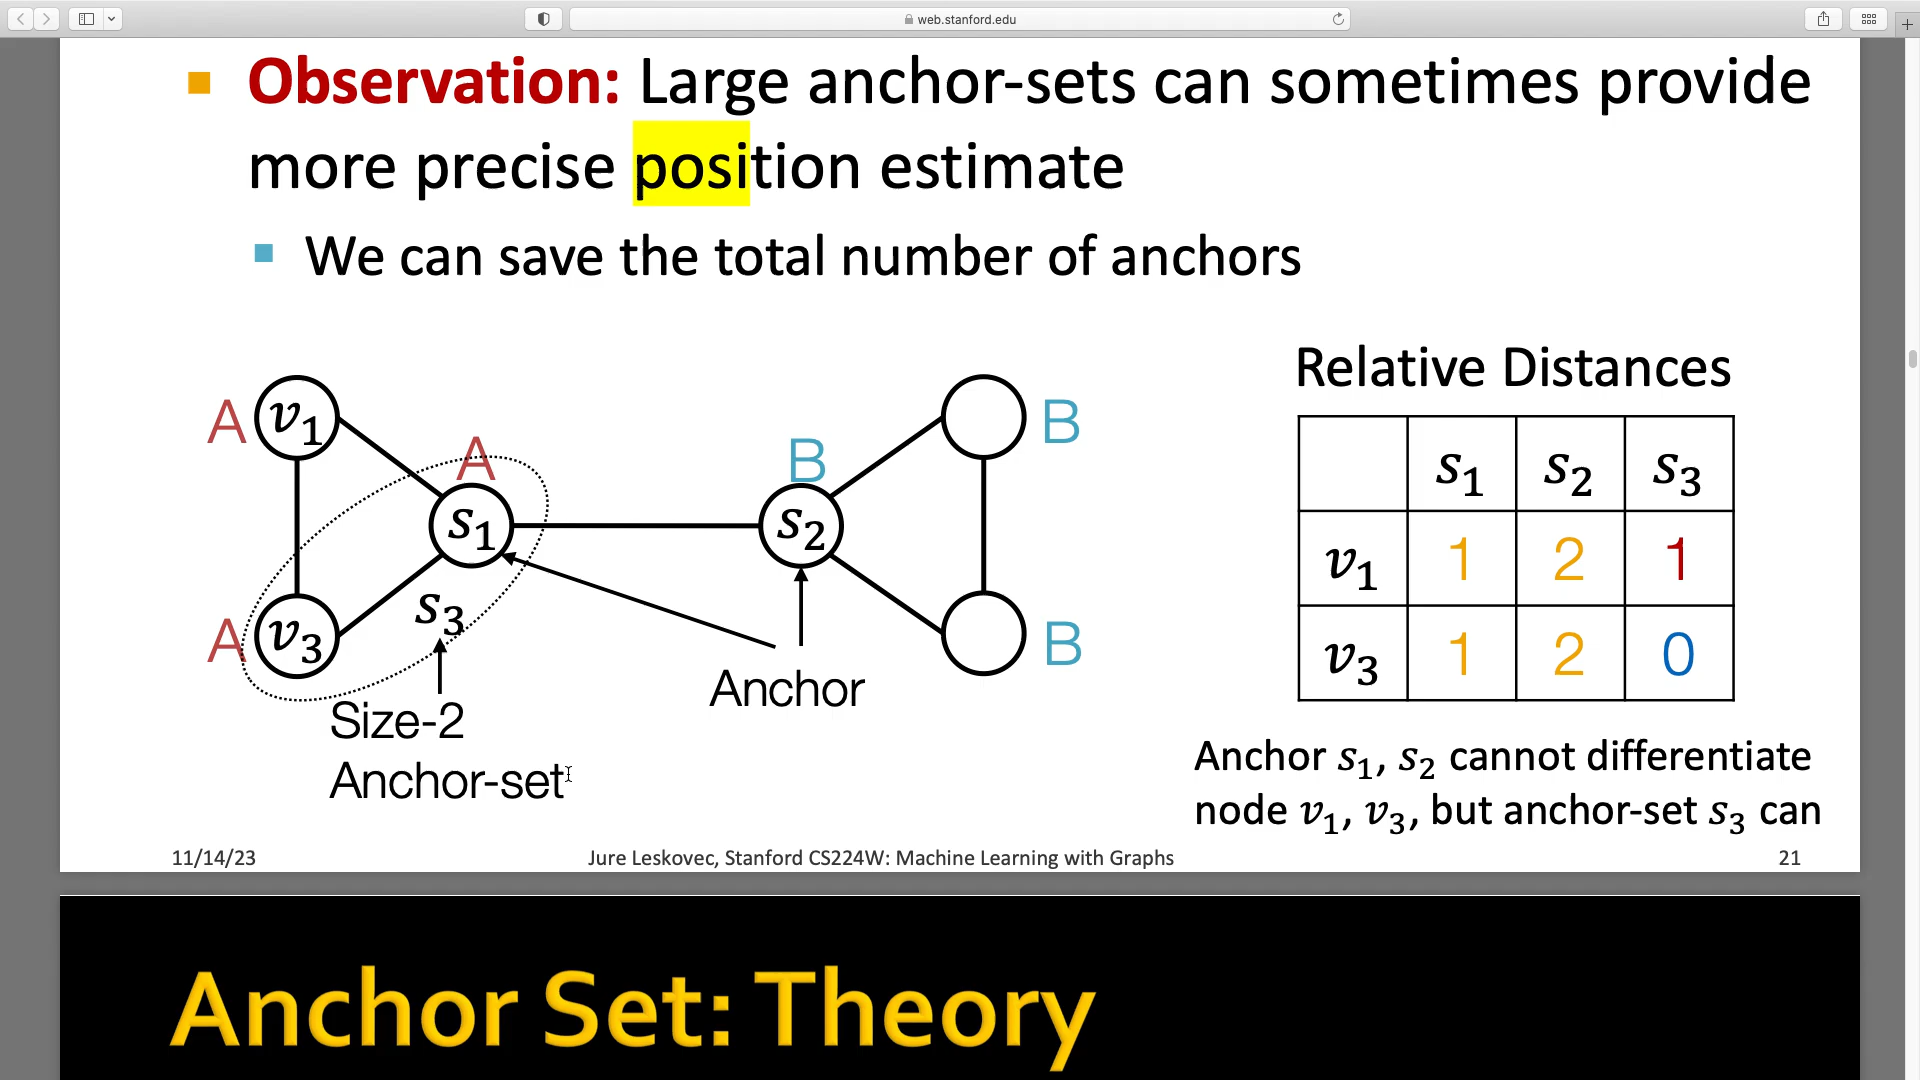 web.stanford.edu
Observation: Large anchor-sets can sometimes provide
more precise position estimate
We can save the total number of anchors
Relative Distances
A v₁
A
s₁
B
s₂
B
A v₃
s₃
B
Size-2
Anchor-set
Anchor
s₁ s₂ s₃
v₁ 1 2 1
v₃ 1 2 0
Anchor s₁, s₂ cannot differentiate
node v₁, v₃, but anchor-set s₃ can
11/14/23
Jure Leskovec, Stanford CS224W: Machine Learning with Graphs
21
Anchor Set: Theory